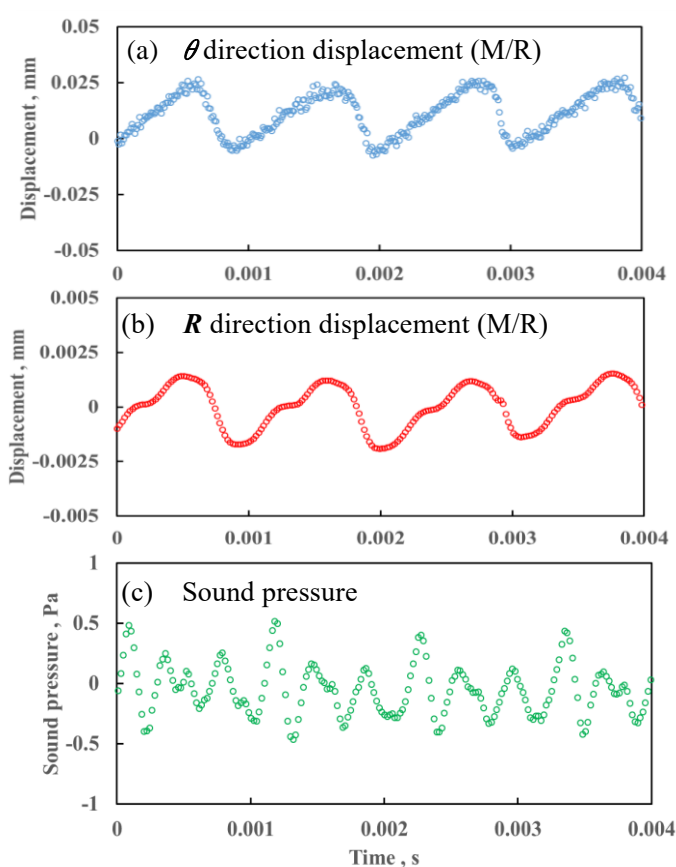 (a) θ direction displacement (M/R)
0.05
0.025
0
-0.025
-0.05
Displacement , mm
0 0.001 0.002 0.003 0.004
(b) R direction displacement (M/R)
0.005
0.0025
0
-0.0025
-0.005
Displacement , mm
0 0.001 0.002 0.003 0.004
(c) Sound pressure
1
0.5
0
-0.5
-1
Sound pressure , Pa
0 0.001 0.002 0.003 0.004
Time , s